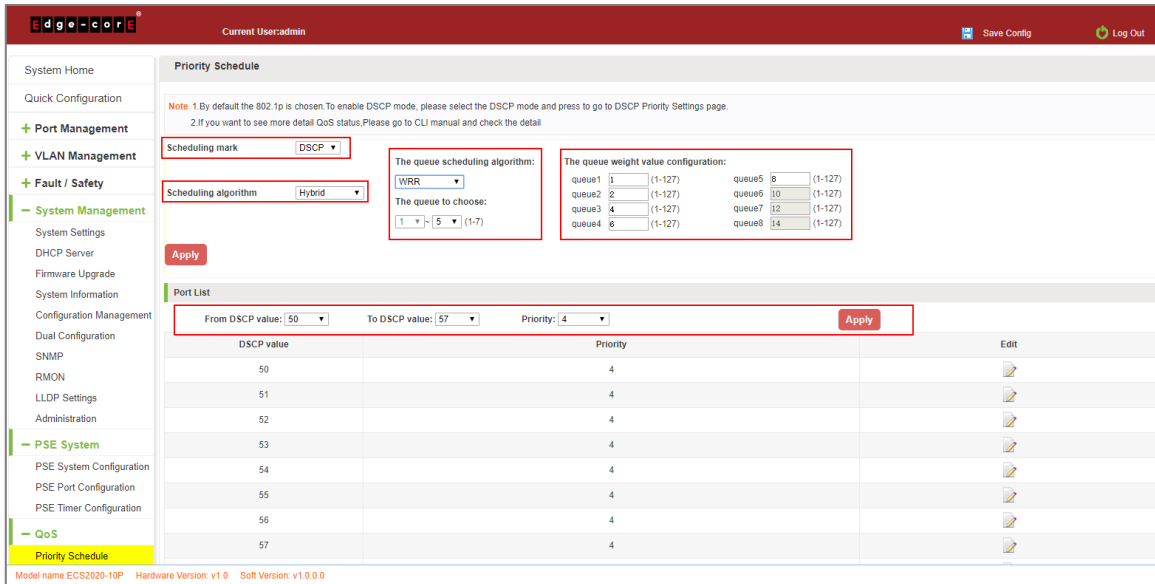 Edge-corE®
Current User:admin
Save Config
Log Out
System Home
Quick Configuration
+ Port Management
+ VLAN Management
+ Fault / Safety
− System Management
System Settings
DHCP Server
Firmware Upgrade
System Information
Configuration Management
Dual Configuration
SNMP
RMON
LLDP Settings
Administration
− PSE System
PSE System Configuration
PSE Port Configuration
PSE Timer Configuration
− QoS
Priority Schedule
Priority Schedule
Note 1.By default the 802.1p is chosen.To enable DSCP mode, please select the DSCP mode and press to go to DSCP Priority Settings page.
2.If you want to see more detail QoS status,Please go to CLI manual and check the detail
Scheduling mark DSCP
Scheduling algorithm Hybrid
The queue scheduling algorithm:
WRR
The queue to choose:
1 ~ 5 (1-7)
The queue weight value configuration:
queue1 1 (1-127) queue5 8 (1-127)
queue2 2 (1-127) queue6 10 (1-127)
queue3 4 (1-127) queue7 12 (1-127)
queue4 6 (1-127) queue8 14 (1-127)
Apply
Port List
From DSCP value: 50 To DSCP value: 57 Priority: 4 Apply
DSCP value Priority Edit
50 4
51 4
52 4
53 4
54 4
55 4
56 4
57 4
Model name:ECS2020-10P Hardware Version: v1.0 Soft Version: v1.0.0.0